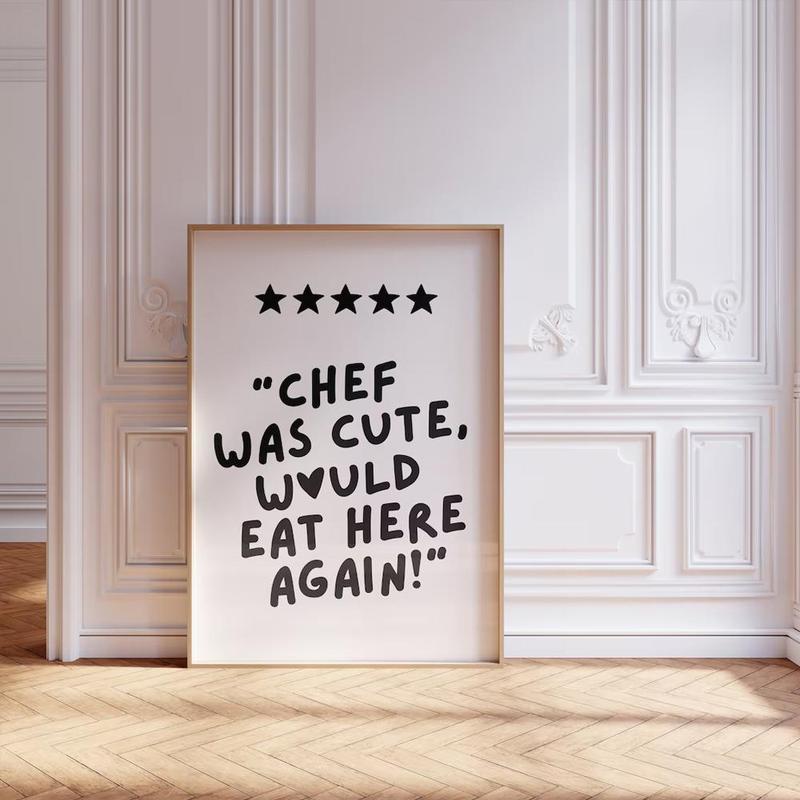 ★★★★★
"CHEF
WAS CUTE,
W♥ULD
EAT HERE
AGAIN!"